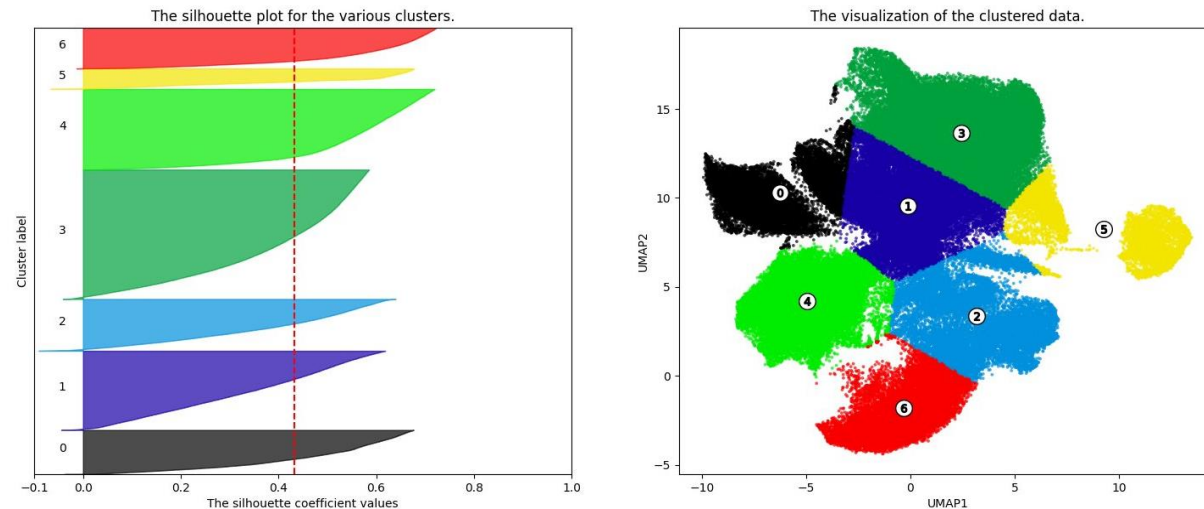 The silhouette plot for the various clusters.
6
5
4
3
2
1
0
Cluster label
−0.1 0.0 0.2 0.4 0.6 0.8 1.0
The silhouette coefficient values
The visualization of the clustered data.
15
10
5
0
−5
UMAP2
3
0
1
5
4
2
6
−10 −5 0 5 10
UMAP1